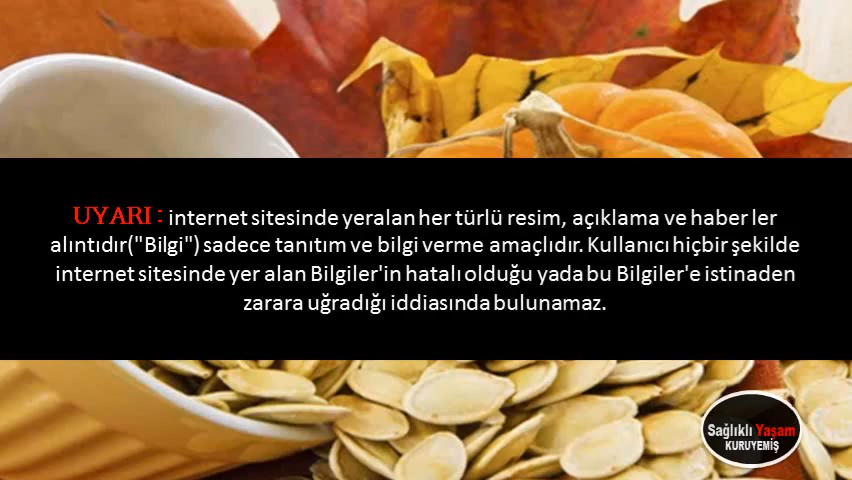 UYARI : internet sitesinde yeralan her türlü resim, açıklama ve haber ler
alıntıdır("Bilgi") sadece tanıtım ve bilgi verme amaçlıdır. Kullanıcı hiçbir şekilde
internet sitesinde yer alan Bilgiler'in hatalı olduğu yada bu Bilgiler'e istinaden
zarara uğradığı iddiasında bulunamaz.
Sağlıklı Yaşam
KURUYEMİŞ